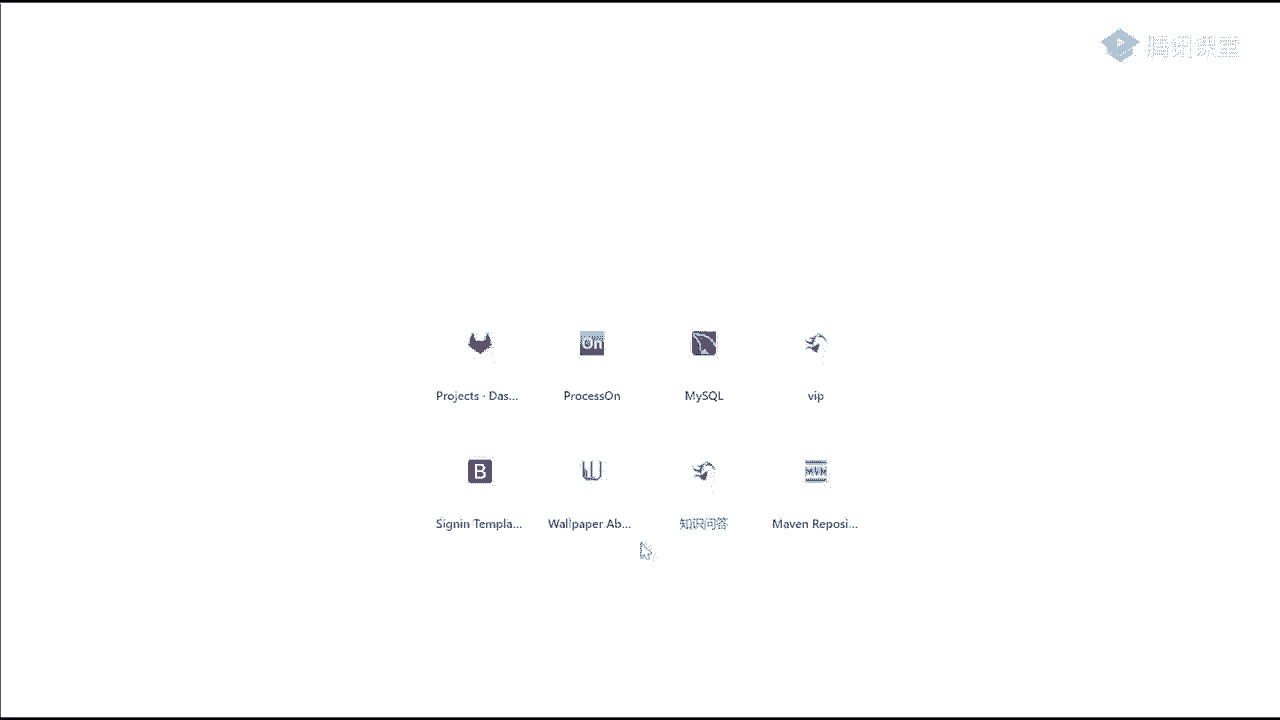 腾讯课堂
On
Projects · Das...
ProcessOn
MySQL
vip
B
W
MVN
Signin Templa...
Wallpaper Ab...
知识问答
Maven Reposi...